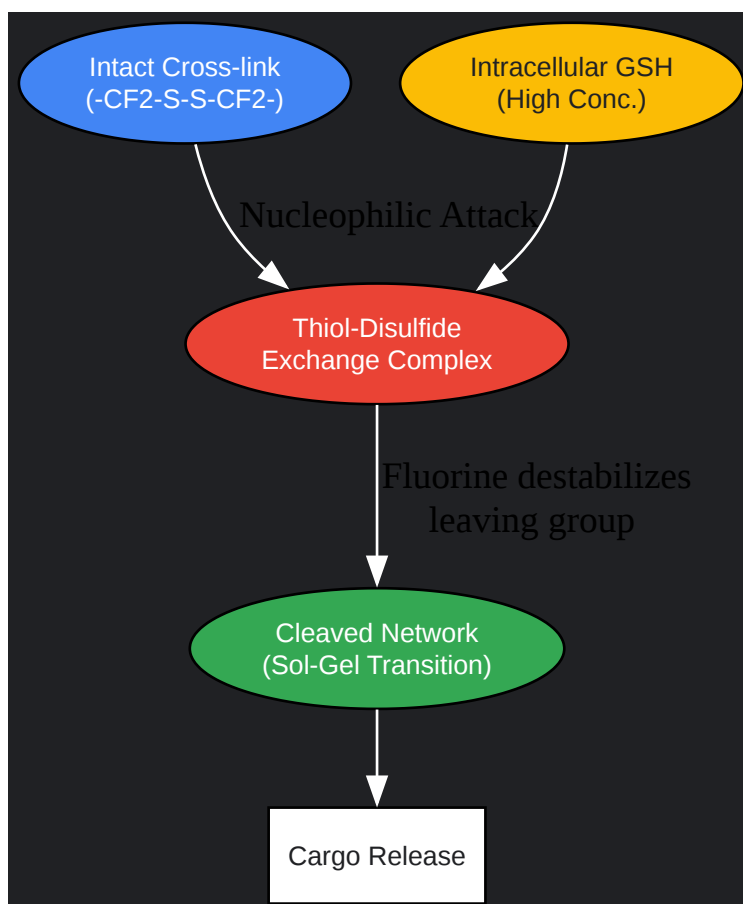 Intact Cross-link
(-CF2-S-S-CF2-)
Intracellular GSH
(High Conc.)
Nucleophilic Attack
Thiol-Disulfide
Exchange Complex
Fluorine destabilizes
leaving group
Cleaved Network
(Sol-Gel Transition)
Cargo Release